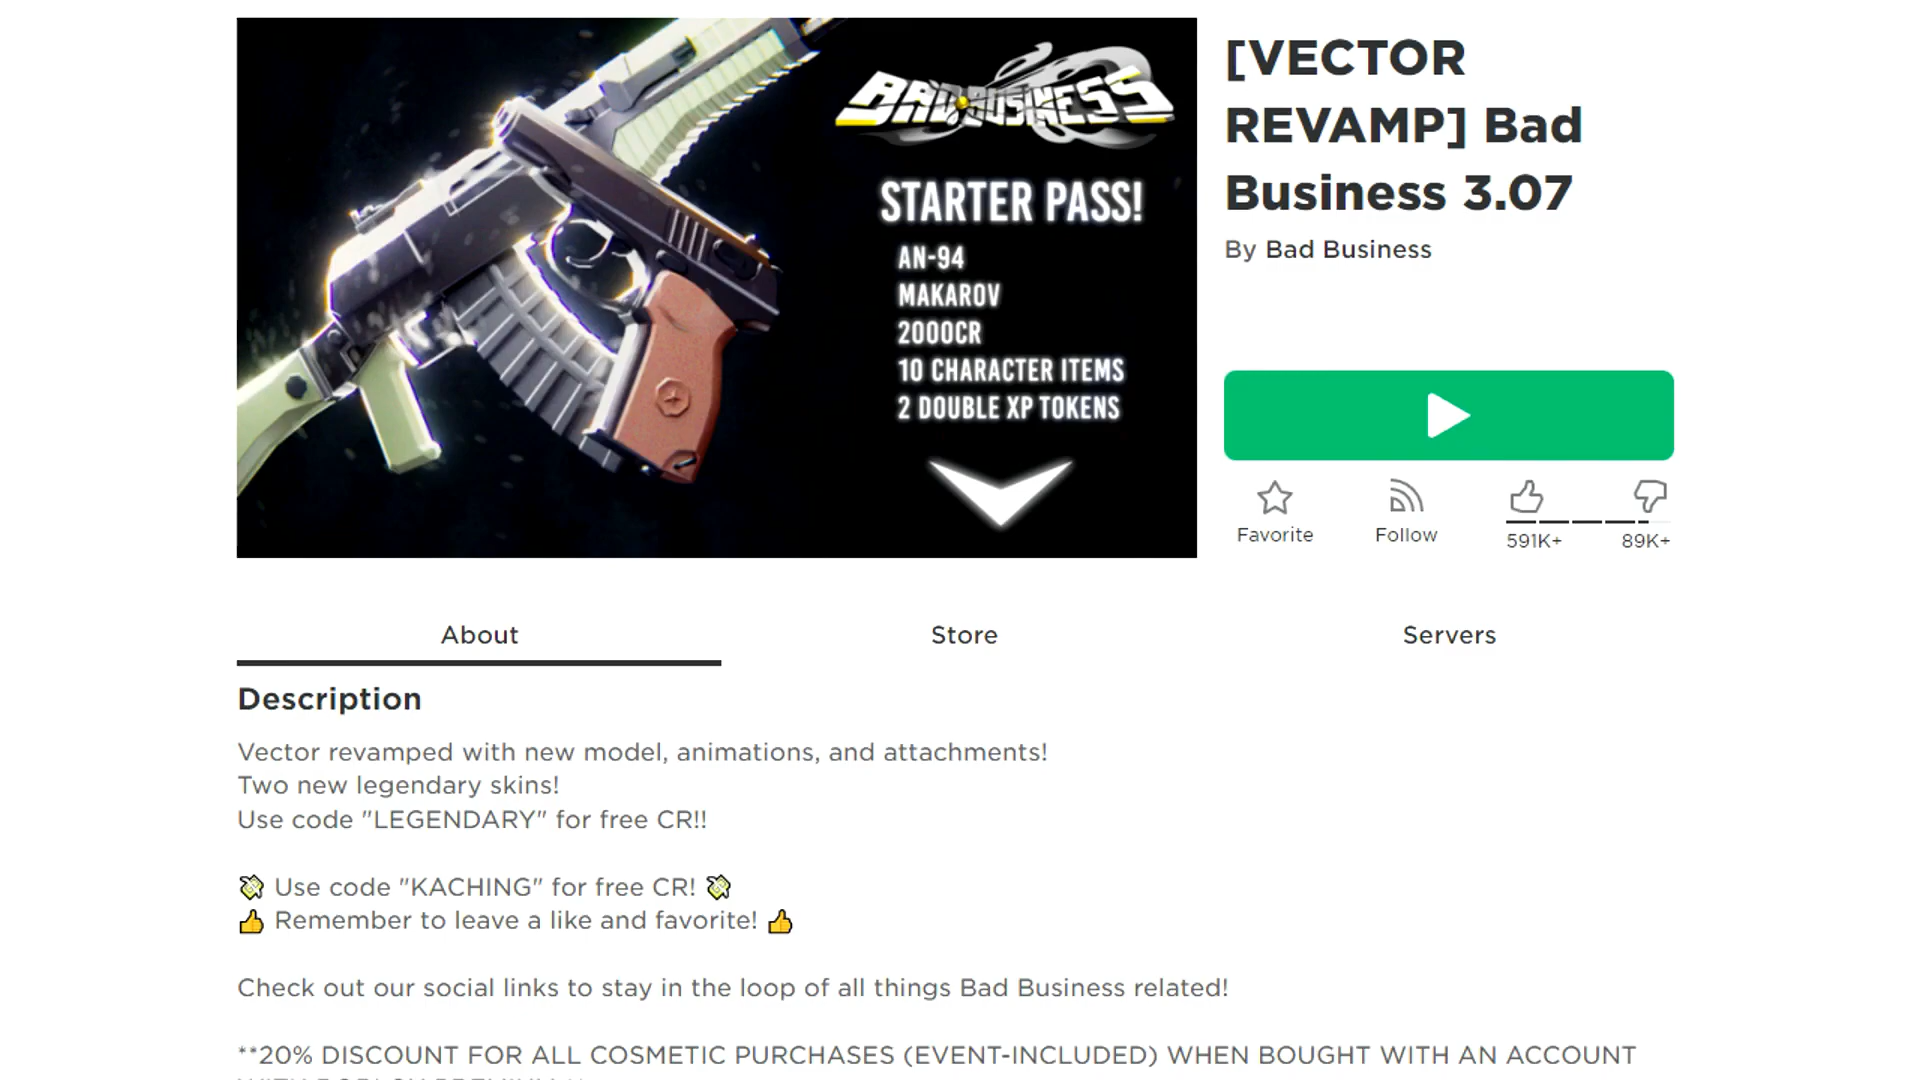 BAD BUSINESS
STARTER PASS!
AN-94
MAKAROV
2000CR
10 CHARACTER ITEMS
2 DOUBLE XP TOKENS
[VECTOR
REVAMP] Bad
Business 3.07
By Bad Business
Favorite
Follow
591K+
89K+
About
Store
Servers
Description
Vector revamped with new model, animations, and attachments!
Two new legendary skins!
Use code "LEGENDARY" for free CR!!
💸 Use code "KACHING" for free CR! 💸
👍 Remember to leave a like and favorite! 👍
Check out our social links to stay in the loop of all things Bad Business related!
**20% DISCOUNT FOR ALL COSMETIC PURCHASES (EVENT-INCLUDED) WHEN BOUGHT WITH AN ACCOUNT